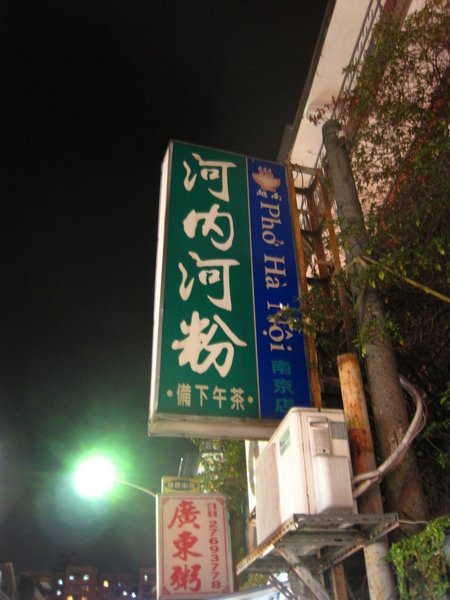 河内河粉
•備下午茶•
越南
Phở Hà Nội
南京店
廣東粥
27693778